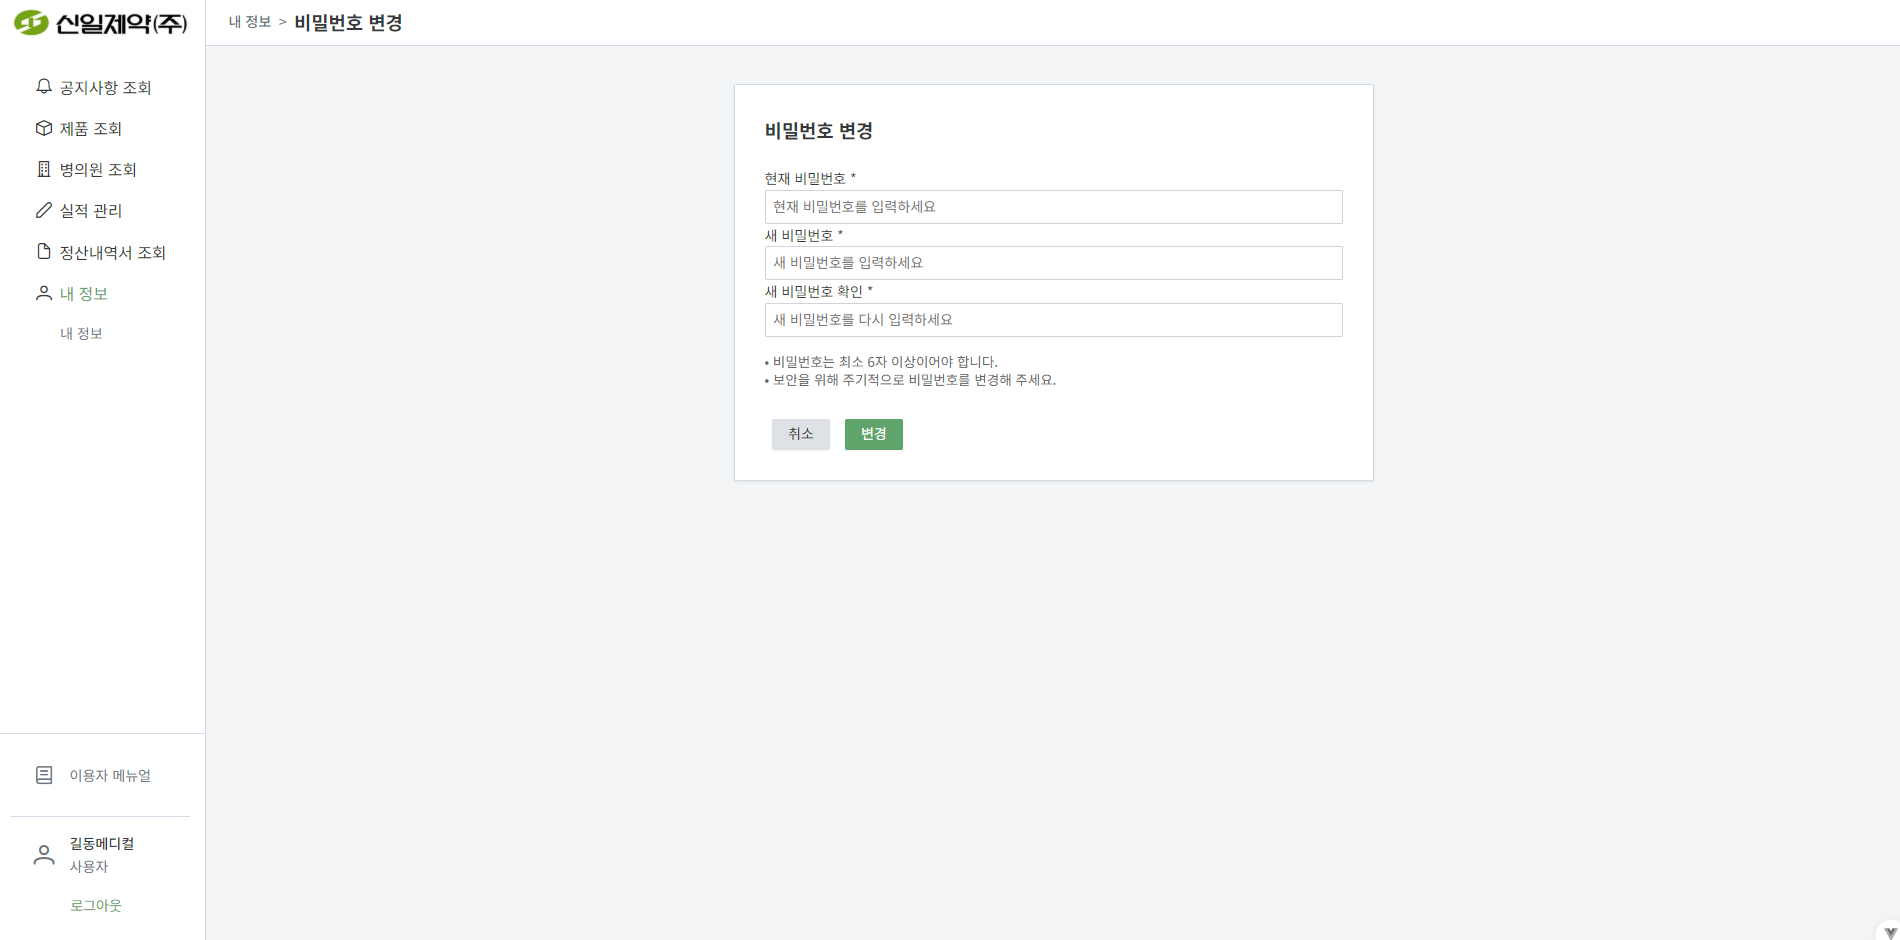 신일제약(주)
내 정보 > 비밀번호 변경
공지사항 조회
제품 조회
병의원 조회
실적 관리
정산내역서 조회
내 정보
내 정보
비밀번호 변경
현재 비밀번호 *
현재 비밀번호를 입력하세요
새 비밀번호 *
새 비밀번호를 입력하세요
새 비밀번호 확인 *
새 비밀번호를 다시 입력하세요
• 비밀번호는 최소 6자 이상이어야 합니다.
• 보안을 위해 주기적으로 비밀번호를 변경해 주세요.
취소 변경
이용자 메뉴얼
길동메디컬
사용자
로그아웃